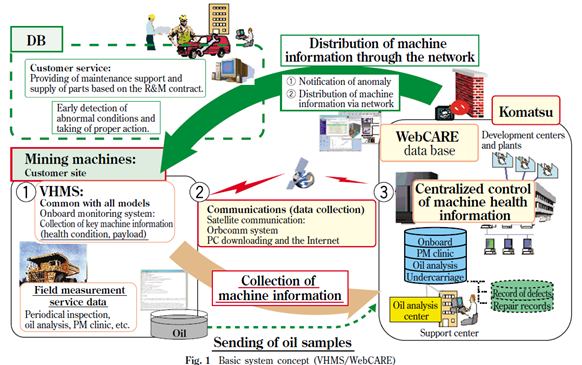 DB
Customer service:
Providing of maintenance support and
supply of parts based on the R&M contract.
Early detection of
abnormal conditions and
taking of proper action.
Distribution of machine
information through the network
① Notification of anomaly
② Distribution of machine
information via network
Komatsu
WebCARE
data base
Development centers
and plants
Mining machines:
Customer site
① VHMS:
Common with all models
Onboard monitoring system:
Collection of key machine information
(health condition, payload)
Field measurement
service data
Periodical inspection,
oil analysis, PM clinic, etc.
Oil
②
Communications (data collection)
Satellite communication:
Orbcomm system
PC downloading and the Internet
③ Centralized control
of machine health
information
Onboard
PM clinic
Oil analysis
Undercarriage
Record of defects
Repair records
Oil analysis
center
Support center
Collection of
machine information
Sending of oil samples
Fig. 1 Basic system concept (VHMS/WebCARE)